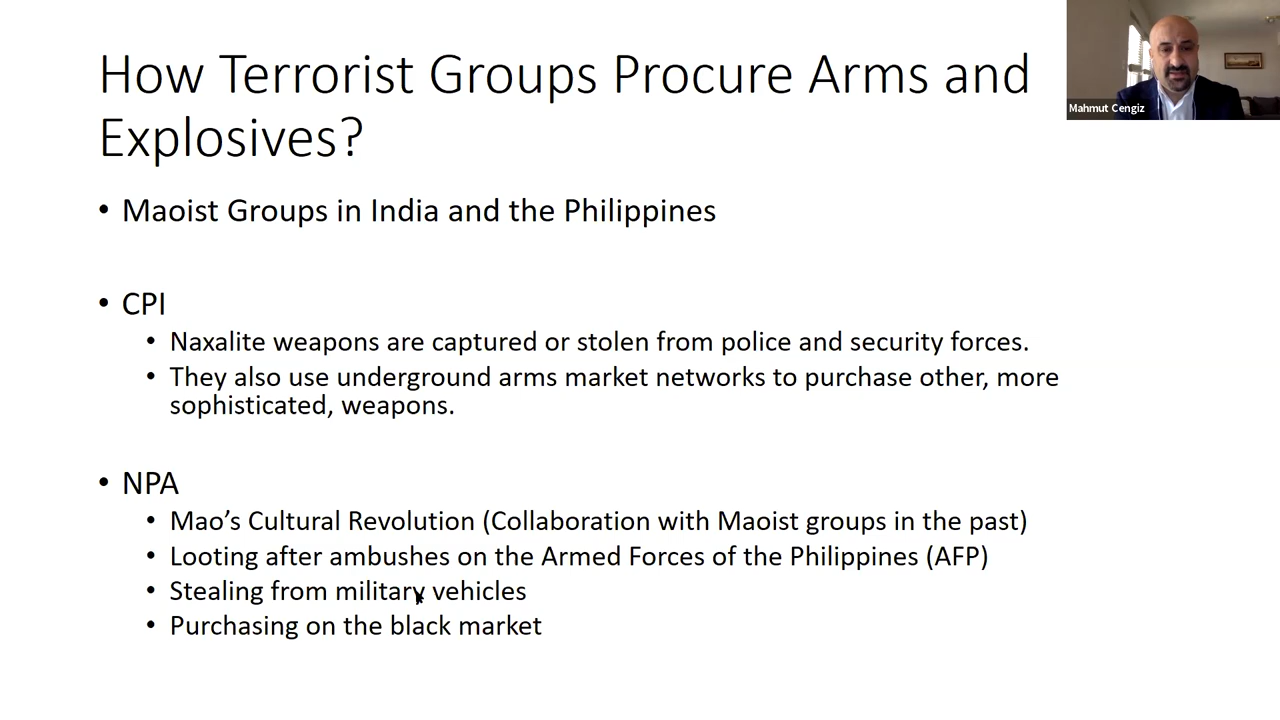 How Terrorist Groups Procure Arms and
Explosives?
Mahmut Cengiz
• Maoist Groups in India and the Philippines
• CPI
• Naxalite weapons are captured or stolen from police and security forces.
• They also use underground arms market networks to purchase other, more
sophisticated, weapons.
• NPA
• Mao’s Cultural Revolution (Collaboration with Maoist groups in the past)
• Looting after ambushes on the Armed Forces of the Philippines (AFP)
• Stealing from military vehicles
• Purchasing on the black market